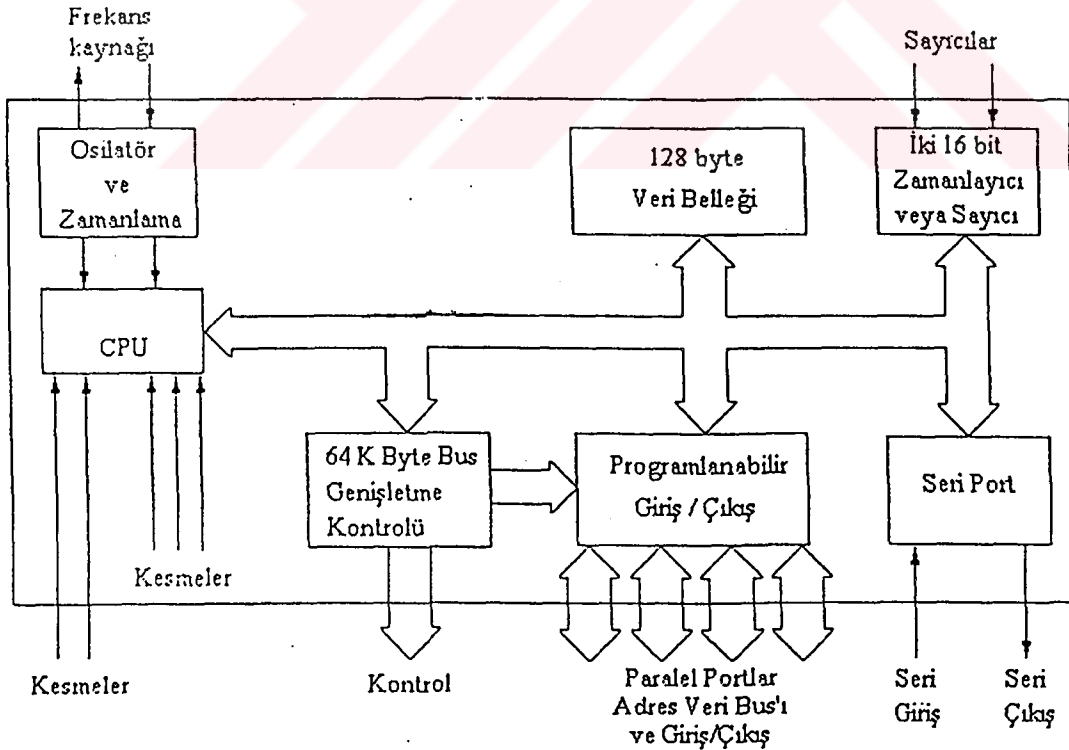 Frekans
kaynağı
Sayıcılar
Osilatör
ve
Zamanlama
128 byte
Veri Belleği
İki 16 bit
Zamanlayıcı
veya Sayıcı
CPU
64 K Byte Bus
Genişletme
Kontrolü
Programlanabilir
Giriş / Çıkış
Seri Port
Kesmeler
Kesmeler
Kontrol
Paralel Portlar
Adres Veri Bus'ı
ve Giriş/Çıkış
Seri
Giriş
Seri
Çıkış